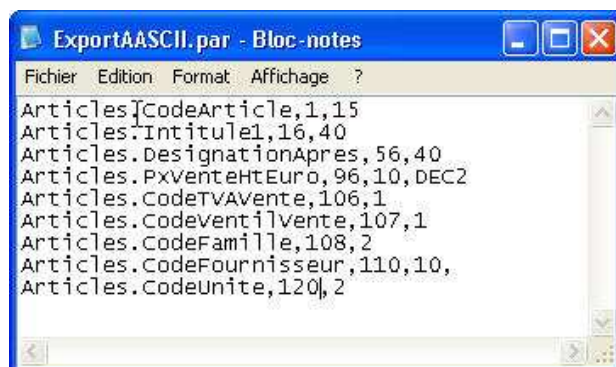 ExportAASCII.par - Bloc-notes
Fichier Edition Format Affichage ?
Articles.CodeArticle,1,15
Articles.Intitule1,16,40
Articles.DesignationApres,56,40
Articles.PxVenteHtEuro,96,10,DEC2
Articles.CodeTVAVente,106,1
Articles.CodeVentilVente,107,1
Articles.CodeFamille,108,2
Articles.CodeFournisseur,110,10,
Articles.CodeUnite,120,2